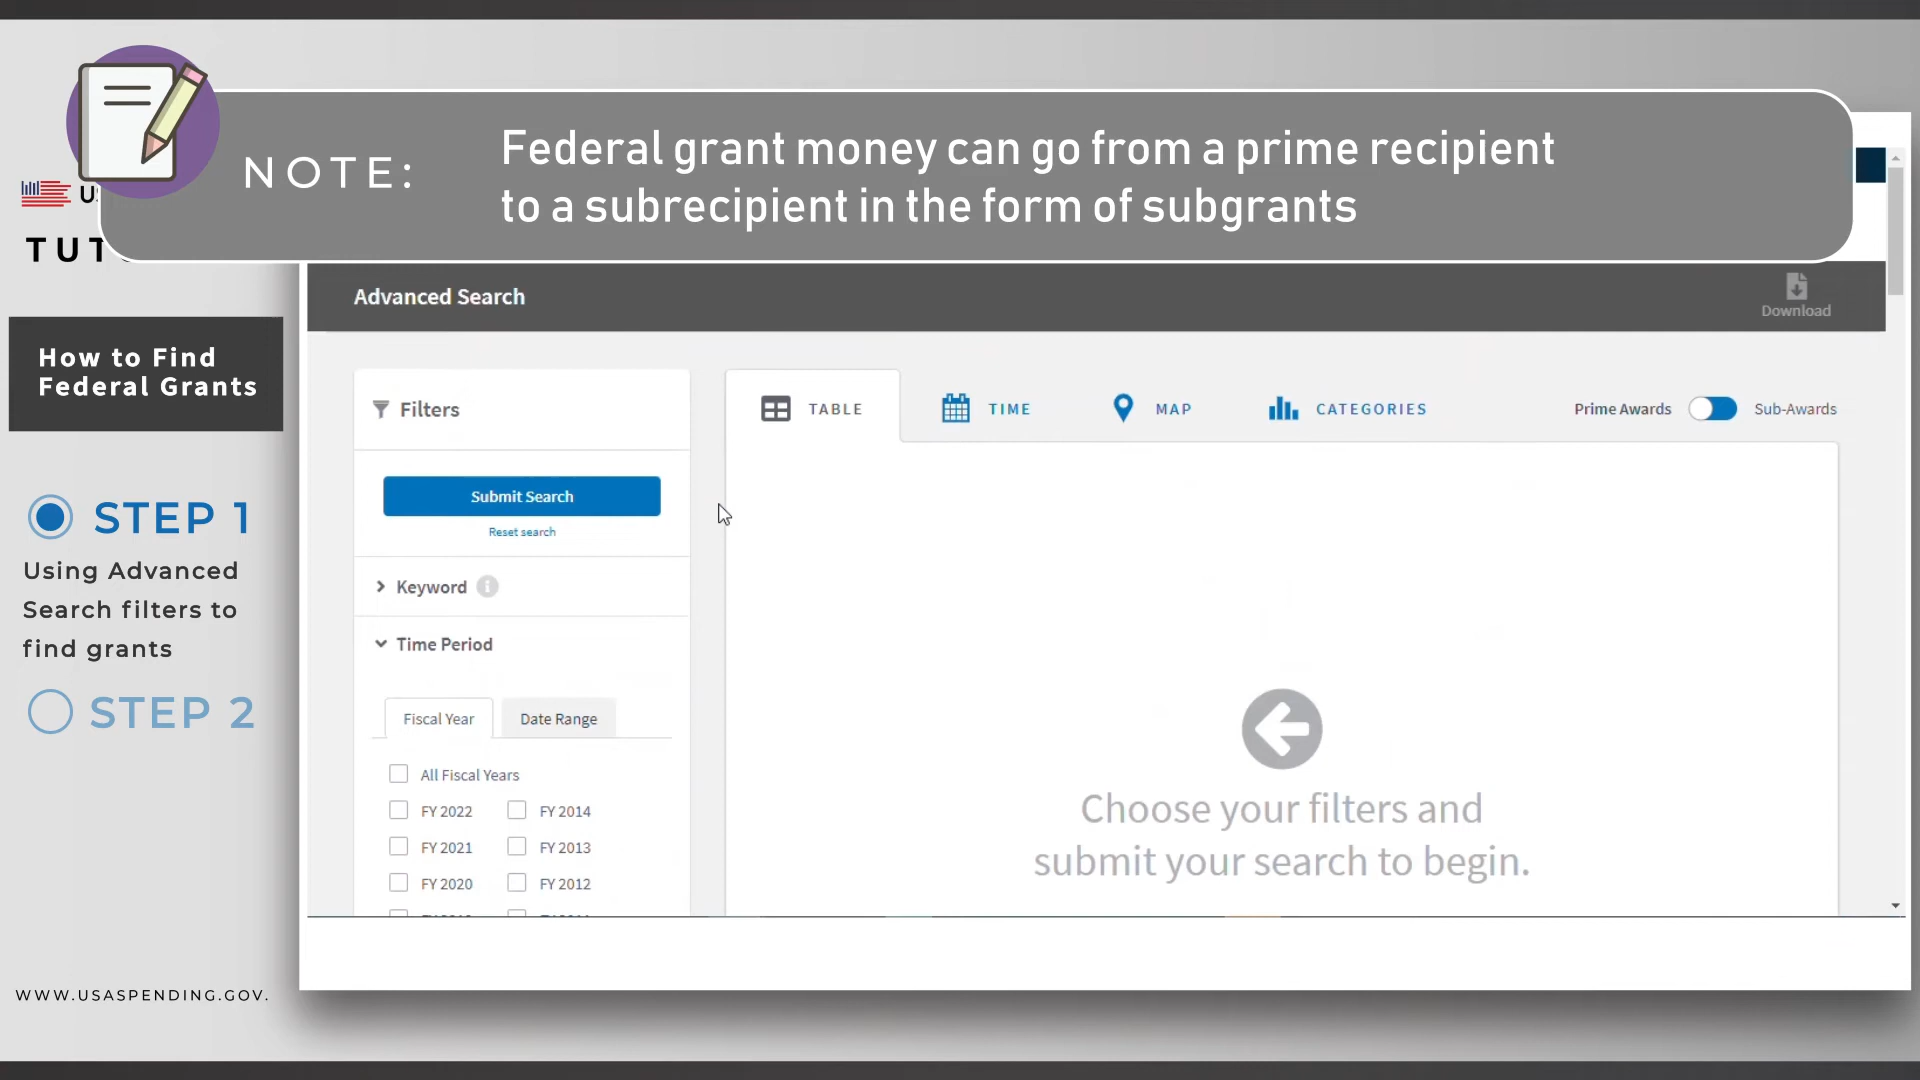 NOTE:
Federal grant money can go from a prime recipient
to a subrecipient in the form of subgrants
How to Find
Federal Grants
STEP 1
Using Advanced
Search filters to
find grants
STEP 2
WWW.USASPENDING.GOV.
Advanced Search
Download
Filters
Submit Search
Reset search
Keyword
Time Period
Fiscal Year
Date Range
All Fiscal Years
FY 2022
FY 2014
FY 2021
FY 2013
FY 2020
FY 2012
TABLE
TIME
MAP
CATEGORIES
Prime Awards
Sub-Awards
Choose your filters and
submit your search to begin.